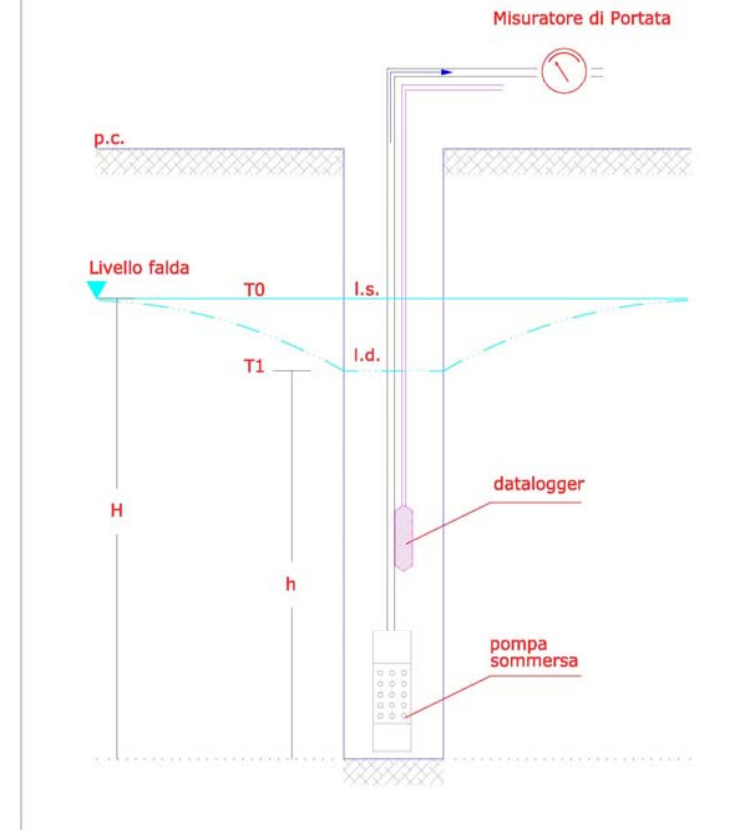 Misuratore di Portata
p.c.
Livello falda
T0
l.s.
l.d.
T1
datalogger
H
h
pompa
sommersa